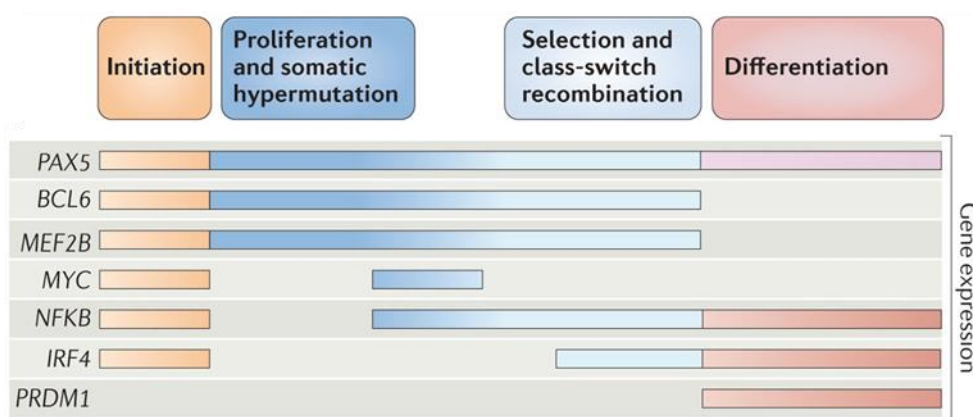 Initiation
Proliferation
and somatic
hypermutation
Selection and
class-switch
recombination
Differentiation
PAX5
BCL6
MEF2B
MYC
NFKB
IRF4
PRDM1
Gene expression